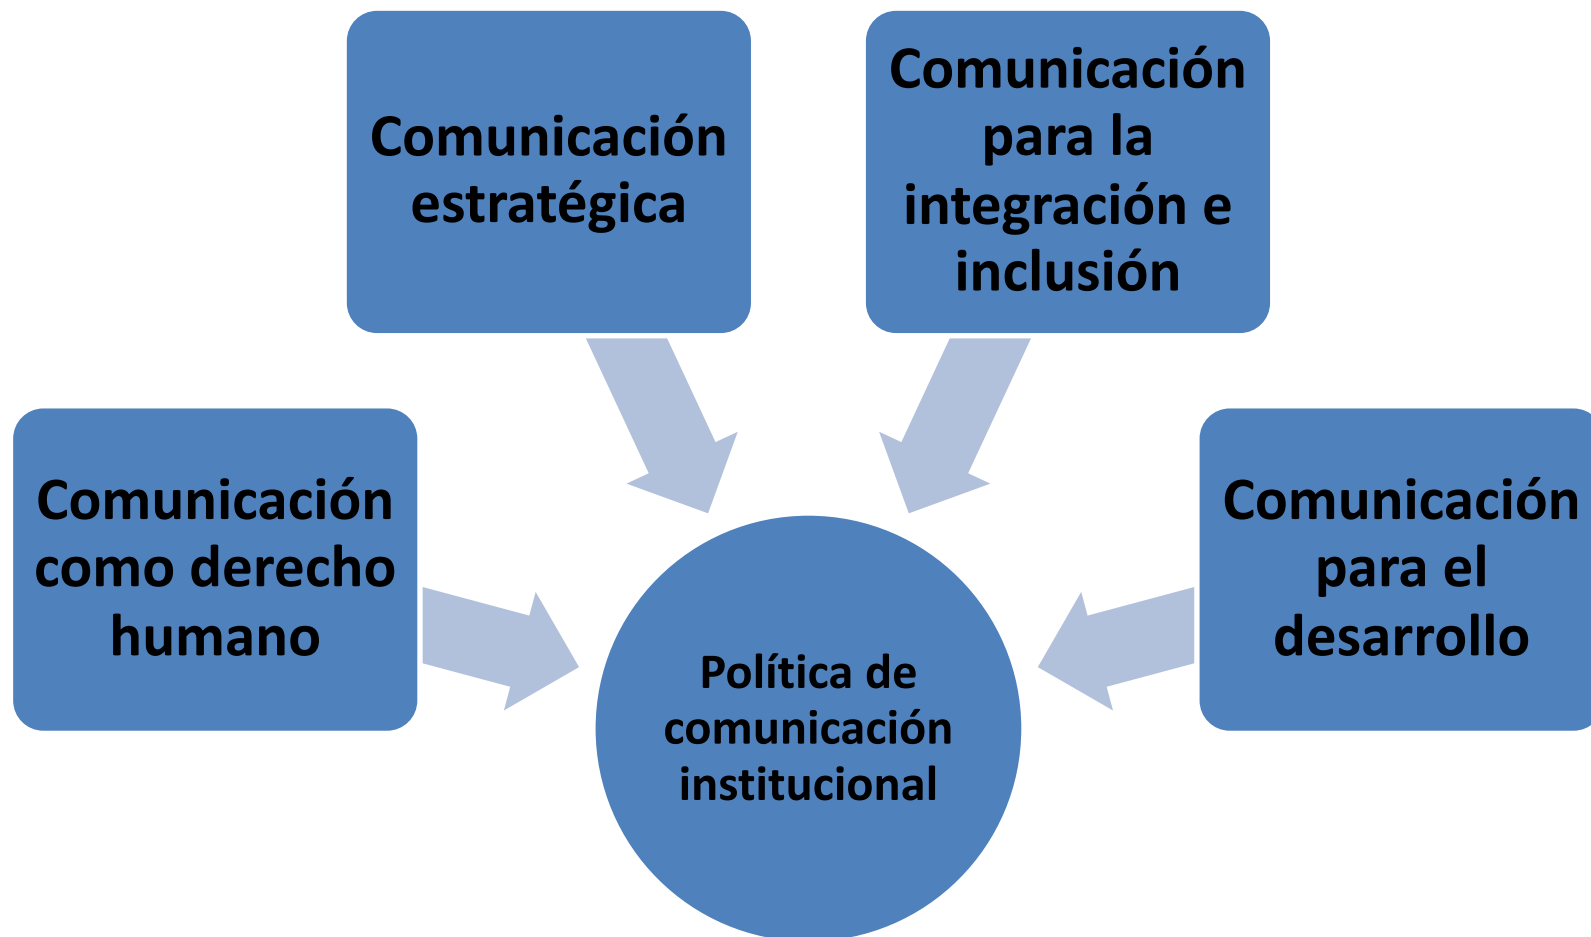 Comunicación
estratégica
Comunicación
para la
integración e
inclusión
Comunicación
como derecho
humano
Comunicación
para el
desarrollo
Política de
comunicación
institucional